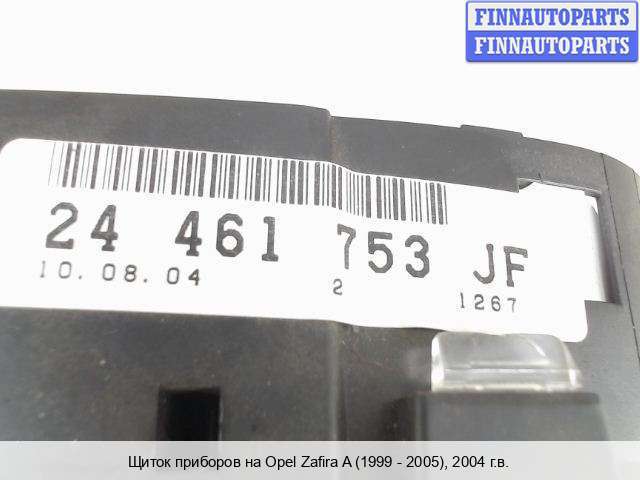 FINNAUTOPARTS
FINNAUTOPARTS
24 461 753 JF
10.08.04 2 1267
Щиток приборов на Opel Zafira A (1999 - 2005), 2004 г.в.